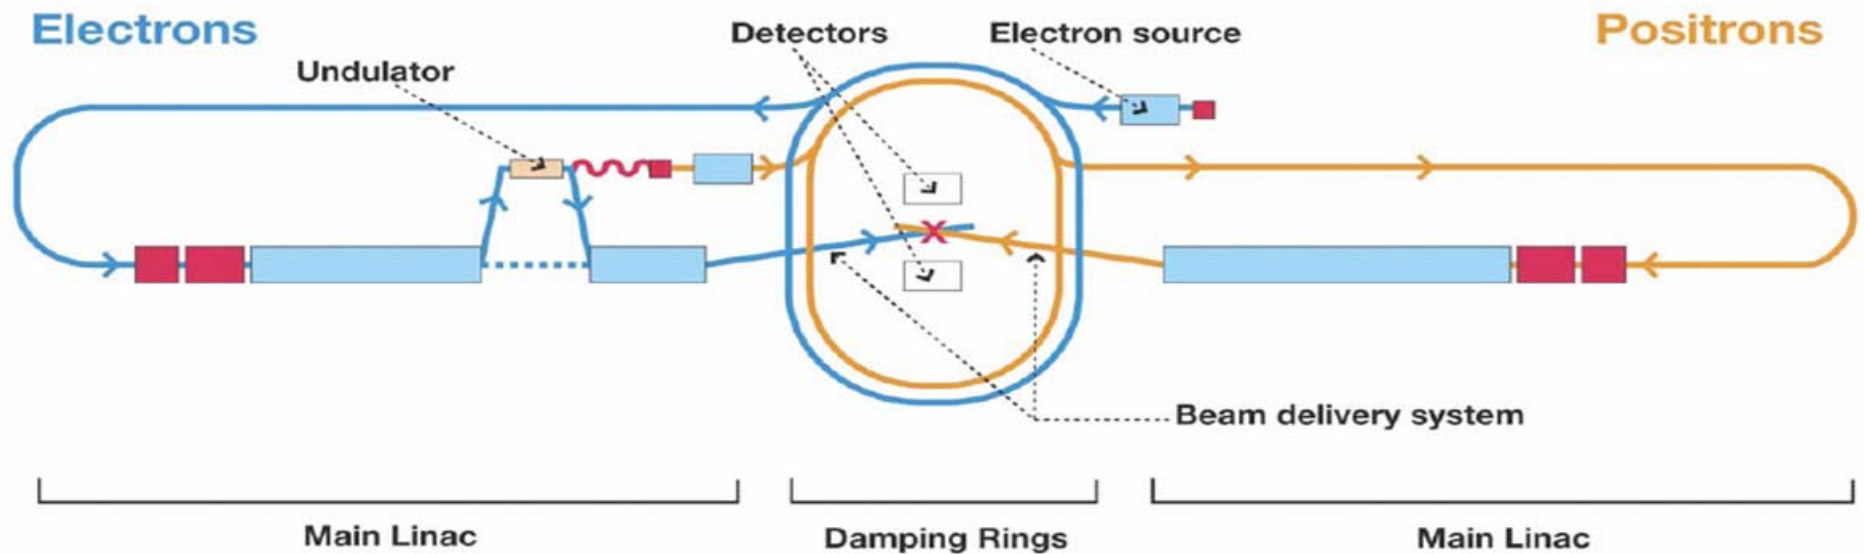 Electrons
Detectors
Electron source
Positrons
Undulator
Beam delivery system
Main Linac
Damping Rings
Main Linac